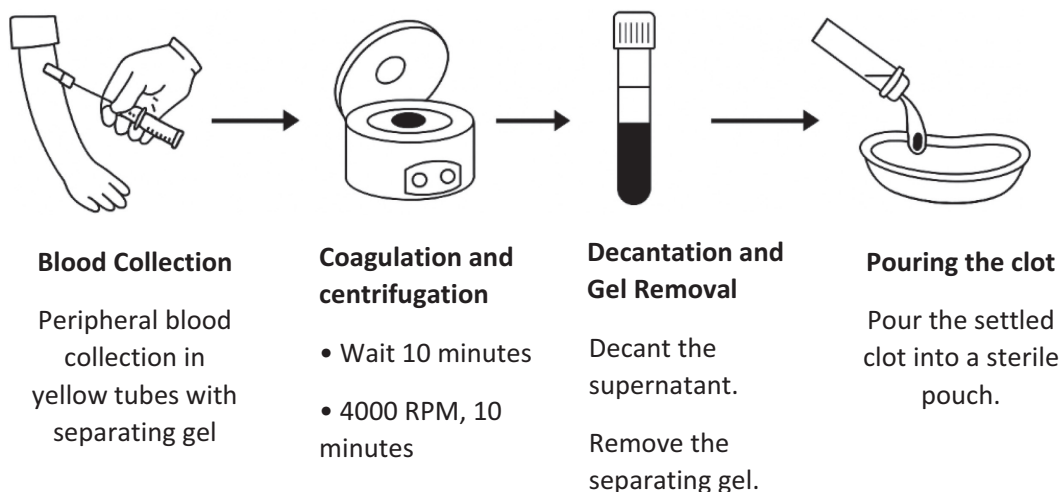 Blood Collection
Peripheral blood
collection in
yellow tubes with
separating gel
Coagulation and
centrifugation
• Wait 10 minutes
• 4000 RPM, 10
minutes
Decantation and
Gel Removal
Decant the
supernatant.
Remove the
separating gel.
Pouring the clot
Pour the settled
clot into a sterile
pouch.